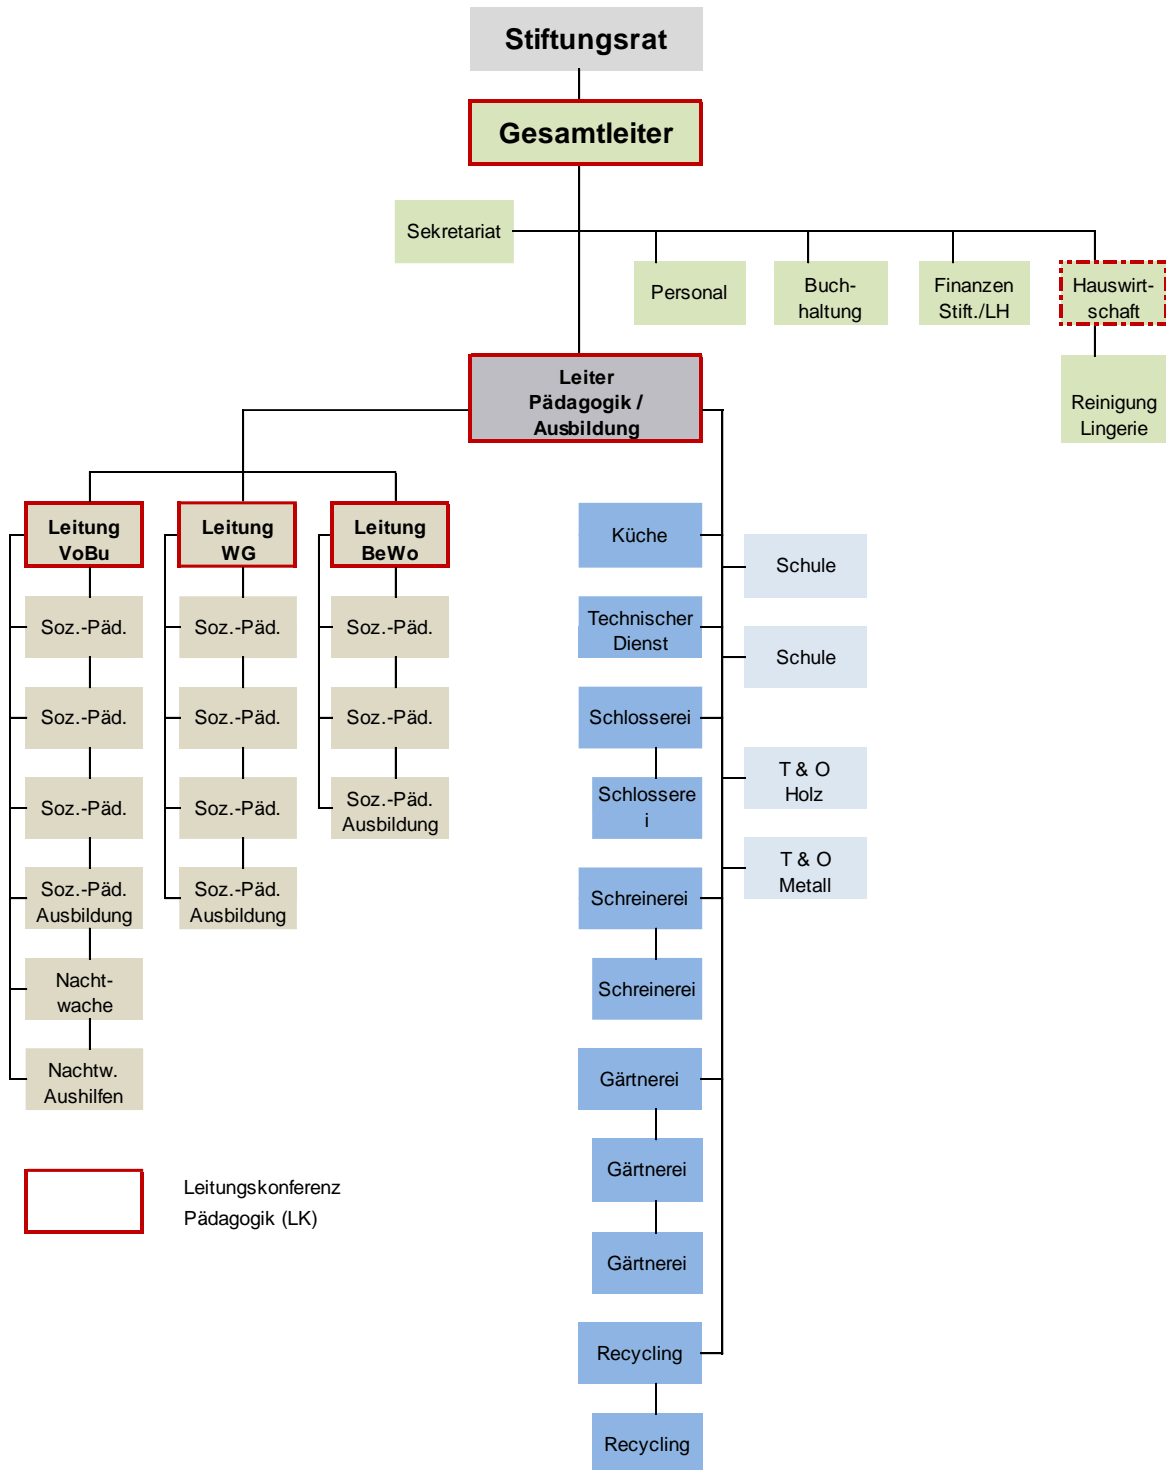 Stiftungsrat
Gesamtleiter
Sekretariat
Personal
Buch-
haltung
Finanzen
Stift./LH
Hauswirt-
schaft
Reinigung
Lingerie
Leiter
Pädagogik /
Ausbildung
Leitung
VoBu
Soz.-Päd.
Soz.-Päd.
Soz.-Päd.
Soz.-Päd.
Ausbildung
Nacht-
wache
Nachtw.
Aushilfen
Leitung
WG
Soz.-Päd.
Soz.-Päd.
Soz.-Päd.
Soz.-Päd.
Ausbildung
Leitung
BeWo
Soz.-Päd.
Soz.-Päd.
Soz.-Päd.
Ausbildung
Küche
Technischer
Dienst
Schlosserei
Schlossere
i
Schreinerei
Schreinerei
Gärtnerei
Gärtnerei
Gärtnerei
Recycling
Recycling
Schule
Schule
T & O
Holz
T & O
Metall
Leitungskonferenz
Pädagogik (LK)